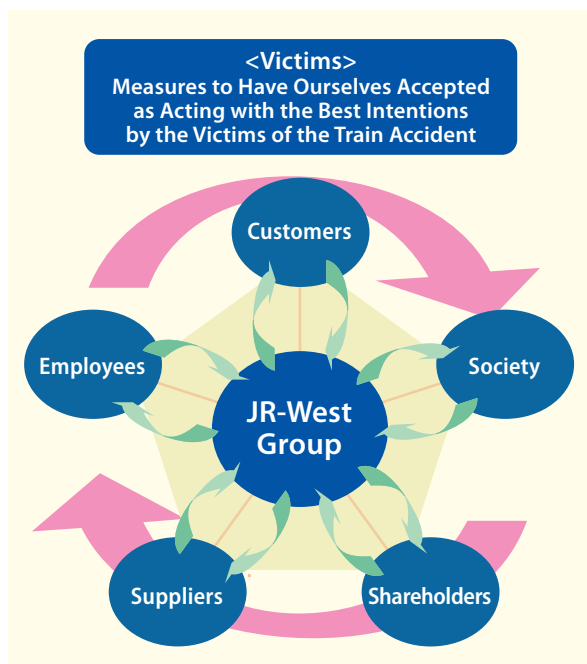 <Victims>
Measures to Have Ourselves Accepted
as Acting with the Best Intentions
by the Victims of the Train Accident
Customers
Employees
Society
JR-West
Group
Suppliers
Shareholders